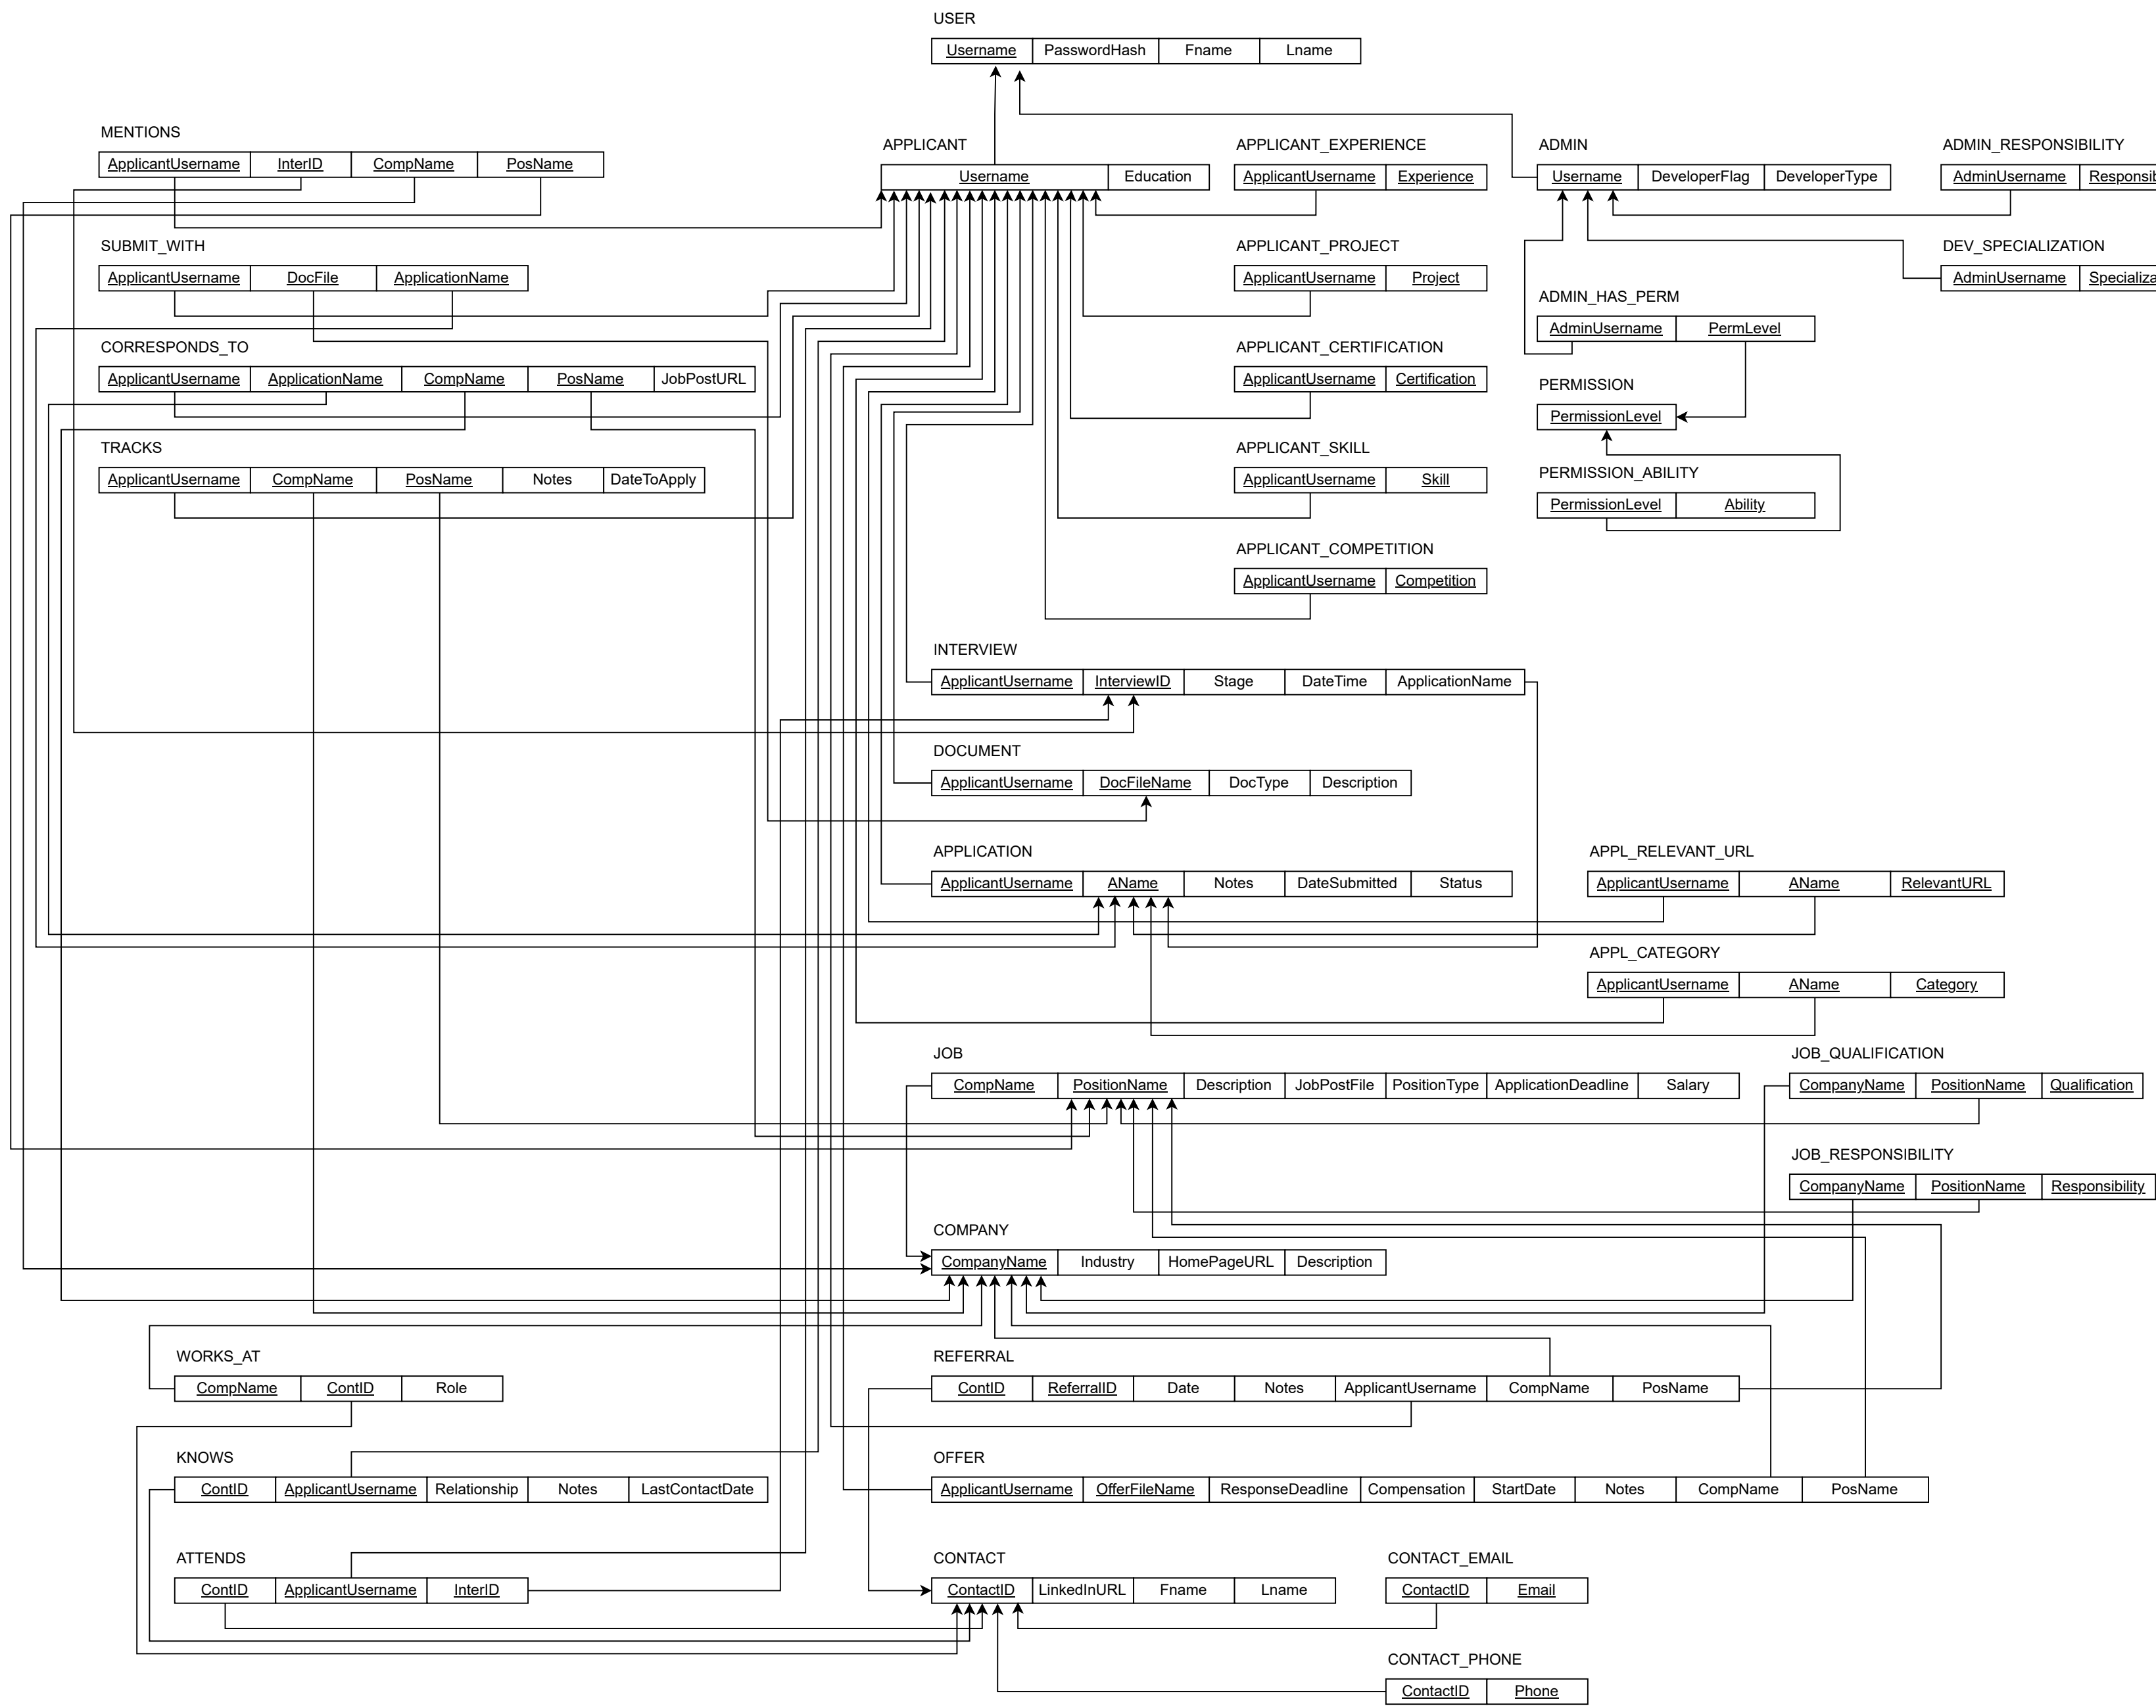 USER
Username PasswordHash Fname Lname
MENTIONS
ApplicantUsername InterID CompName PosName
APPLICANT
Username Education
APPLICANT_EXPERIENCE
ApplicantUsername Experience
ADMIN
Username DeveloperFlag DeveloperType
ADMIN_RESPONSIBILITY
AdminUsername
SUBMIT_WITH
ApplicantUsername DocFile ApplicationName
APPLICANT_PROJECT
ApplicantUsername Project
DEV_SPECIALIZATION
AdminUsername
ADMIN_HAS_PERM
AdminUsername PermLevel
CORRESPONDS_TO
ApplicantUsername ApplicationName CompName PosName JobPostURL
APPLICANT_CERTIFICATION
ApplicantUsername Certification
PERMISSION
PermissionLevel
TRACKS
ApplicantUsername CompName PosName Notes DateToApply
APPLICANT_SKILL
ApplicantUsername Skill
PERMISSION_ABILITY
PermissionLevel Ability
APPLICANT_COMPETITION
ApplicantUsername Competition
INTERVIEW
ApplicantUsername InterviewID Stage DateTime ApplicationName
DOCUMENT
ApplicantUsername DocFileName DocType Description
APPLICATION
ApplicantUsername AName Notes DateSubmitted Status
APPL_RELEVANT_URL
ApplicantUsername AName RelevantURL
APPL_CATEGORY
ApplicantUsername AName Category
JOB
CompName PositionName Description JobPostFile PositionType ApplicationDeadline Salary
JOB_QUALIFICATION
CompanyName PositionName Qualification
JOB_RESPONSIBILITY
CompanyName PositionName Responsibility
COMPANY
CompanyName Industry HomePageURL Description
WORKS_AT
CompName ContID Role
REFERRAL
ContID ReferralID Date Notes ApplicantUsername CompName PosName
KNOWS
ContID ApplicantUsername Relationship Notes LastContactDate
OFFER
ApplicantUsername OfferFileName ResponseDeadline Compensation StartDate Notes CompName PosName
ATTENDS
ContID ApplicantUsername InterID
CONTACT
ContactID LinkedInURL Fname Lname
CONTACT_EMAIL
ContactID Email
CONTACT_PHONE
ContactID Phone